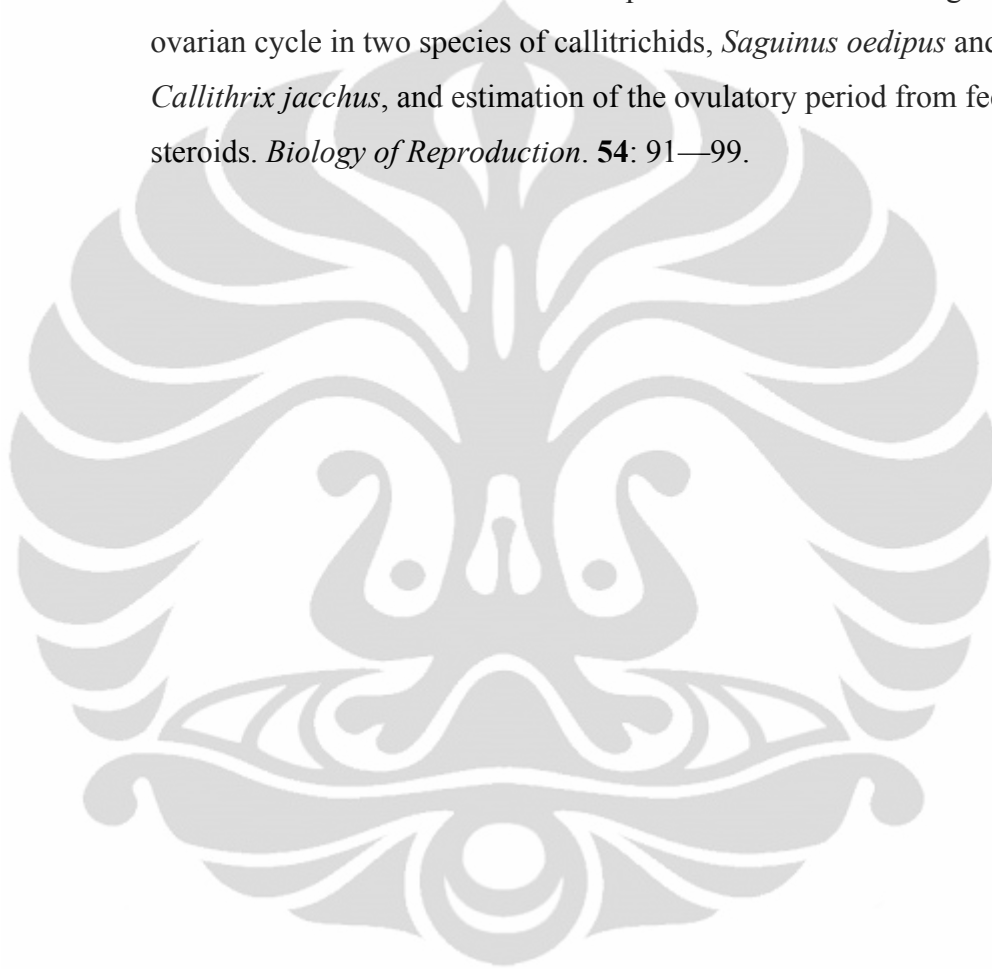 ovarian cycle in two species of callitrichids, Saguinus oedipus and
Callithrix jacchus, and estimation of the ovulatory period from
steroids. Biology of Reproduction. 54: 91—99.